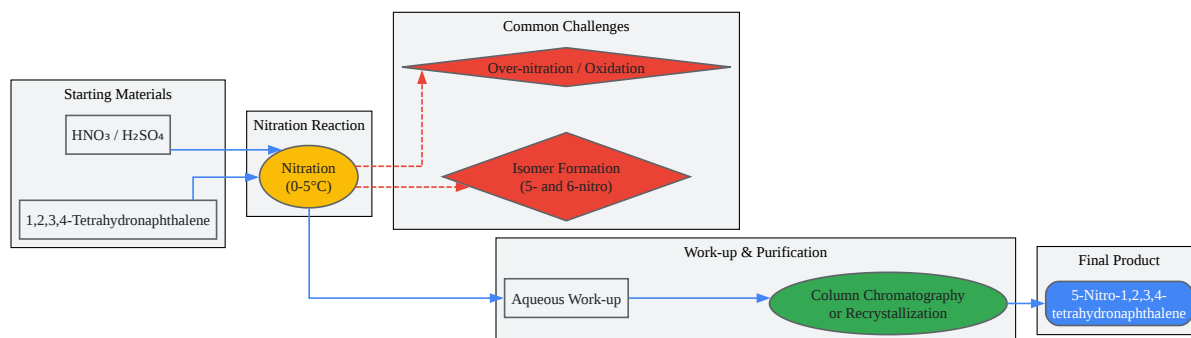 Common Challenges
Over-nitration / Oxidation
Starting Materials
HNO₃ / H₂SO₄
Nitration Reaction
Nitration
(0-5°C)
Isomer Formation
(5- and 6-nitro)
1,2,3,4-Tetrahydronaphthalene
Work-up & Purification
Aqueous Work-up
Column Chromatography
or Recrystallization
Final Product
5-Nitro-1,2,3,4-
tetrahydronaphthalene